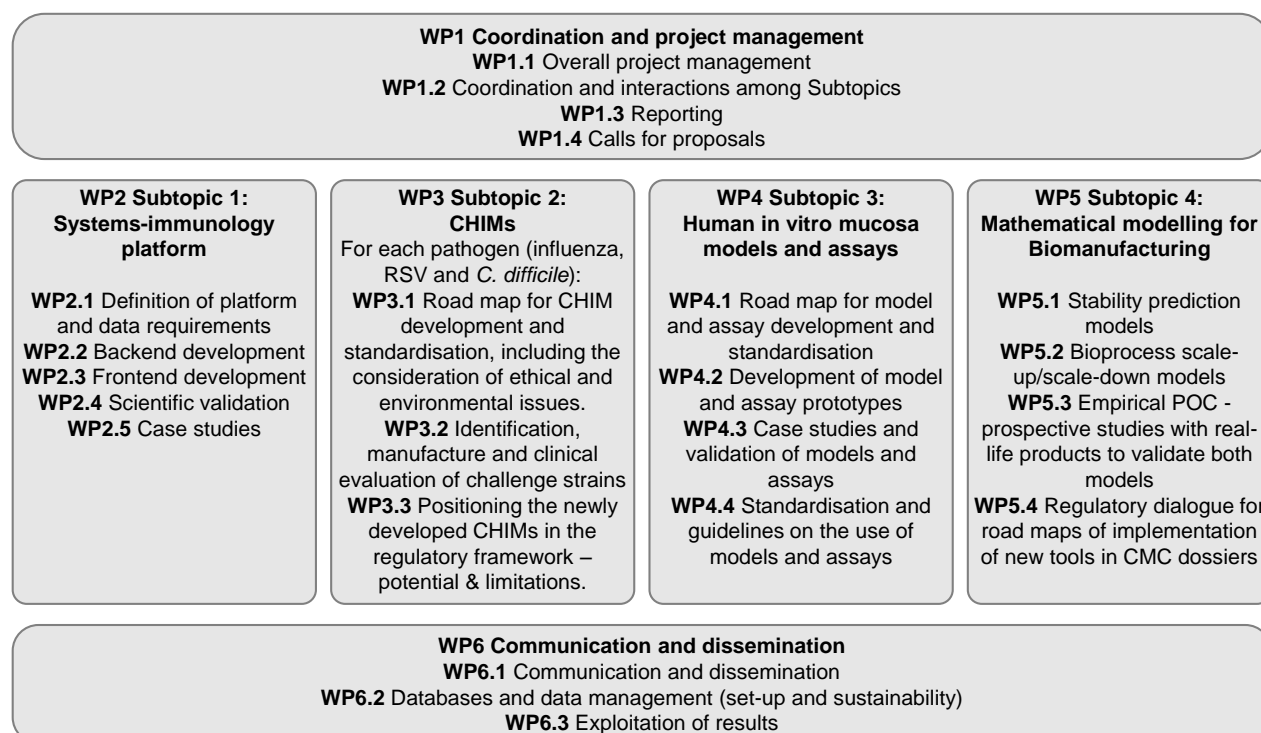 WP1 Coordination and project management
WP1.1 Overall project management
WP1.2 Coordination and interactions among Subtopics
WP1.3 Reporting
WP1.4 Calls for proposals
WP2 Subtopic 1:
Systems-immunology
platform
WP2.1 Definition of platform
and data requirements
WP2.2 Backend development
WP2.3 Frontend development
WP2.4 Scientific validation
WP2.5 Case studies
WP3 Subtopic 2:
CHIMs
For each pathogen (influenza,
RSV and C. difficile):
WP3.1 Road map for CHIM
development and
standardisation, including the
consideration of ethical and
environmental issues.
WP3.2 Identification,
manufacture and clinical
evaluation of challenge strains
WP3.3 Positioning the newly
developed CHIMs in the
regulatory framework –
potential & limitations.
WP4 Subtopic 3:
Human in vitro mucosa
models and assays
WP4.1 Road map for model
and assay development and
standardisation
WP4.2 Development of model
and assay prototypes
WP4.3 Case studies and
validation of models and
assays
WP4.4 Standardisation and
guidelines on the use of
models and assays
WP5 Subtopic 4:
Mathematical modelling for
Biomanufacturing
WP5.1 Stability prediction
models
WP5.2 Bioprocess scale-
up/scale-down models
WP5.3 Empirical POC -
prospective studies with real-
life products to validate both
models
WP5.4 Regulatory dialogue for
road maps of implementation
of new tools in CMC dossiers
WP6 Communication and dissemination
WP6.1 Communication and dissemination
WP6.2 Databases and data management (set-up and sustainability)
WP6.3 Exploitation of results